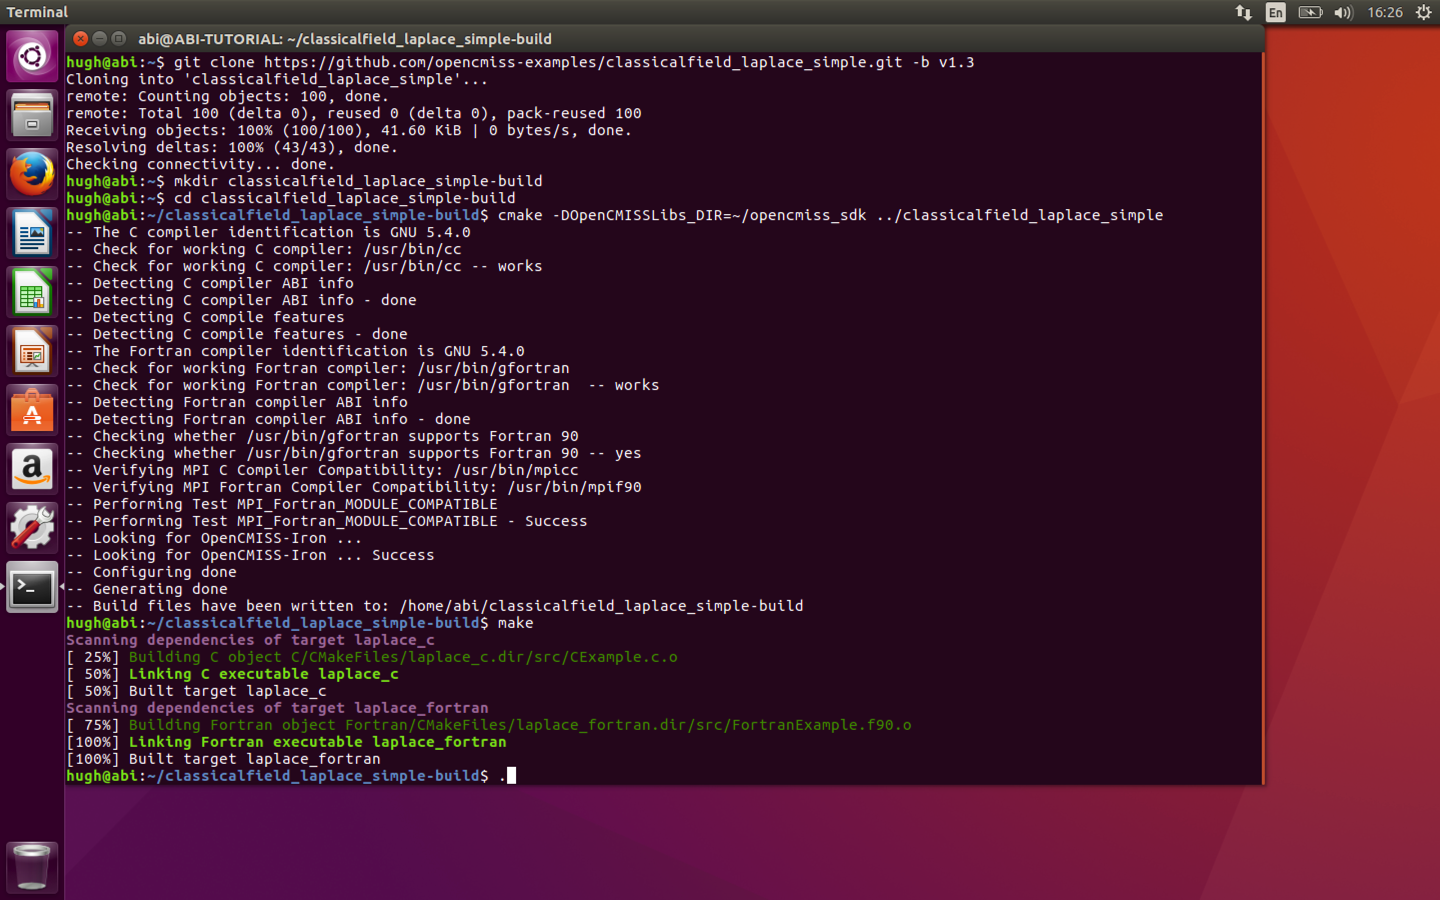 Terminal
En
16:26
abi@ABI-TUTORIAL: ~/classicalfield_laplace_simple-build
hugh@abi:~$ git clone https://github.com/opencmiss-examples/classicalfield_laplace_simple.git -b v1.3
Cloning into 'classicalfield_laplace_simple'...
remote: Counting objects: 100, done.
remote: Total 100 (delta 0), reused 0 (delta 0), pack-reused 100
Receiving objects: 100% (100/100), 41.60 KiB | 0 bytes/s, done.
Resolving deltas: 100% (43/43), done.
Checking connectivity... done.
hugh@abi:~$ mkdir classicalfield_laplace_simple-build
hugh@abi:~$ cd classicalfield_laplace_simple-build
hugh@abi:~/classicalfield_laplace_simple-build$ cmake -DOpenCMISSLibs_DIR=~/opencmiss_sdk ../classicalfield_laplace_simple
-- The C compiler identification is GNU 5.4.0
-- Check for working C compiler: /usr/bin/cc
-- Check for working C compiler: /usr/bin/cc -- works
-- Detecting C compiler ABI info
-- Detecting C compiler ABI info - done
-- Detecting C compile features
-- Detecting C compile features - done
-- The Fortran compiler identification is GNU 5.4.0
-- Check for working Fortran compiler: /usr/bin/gfortran
-- Check for working Fortran compiler: /usr/bin/gfortran  -- works
-- Detecting Fortran compiler ABI info
-- Detecting Fortran compiler ABI info - done
-- Checking whether /usr/bin/gfortran supports Fortran 90
-- Checking whether /usr/bin/gfortran supports Fortran 90 -- yes
-- Verifying MPI C Compiler Compatibility: /usr/bin/mpicc
-- Verifying MPI Fortran Compiler Compatibility: /usr/bin/mpif90
-- Performing Test MPI_Fortran_MODULE_COMPATIBLE
-- Performing Test MPI_Fortran_MODULE_COMPATIBLE - Success
-- Looking for OpenCMISS-Iron ...
-- Looking for OpenCMISS-Iron ... Success
-- Configuring done
-- Generating done
-- Build files have been written to: /home/abi/classicalfield_laplace_simple-build
hugh@abi:~/classicalfield_laplace_simple-build$ make
Scanning dependencies of target laplace_c
[ 25%] Building C object C/CMakeFiles/laplace_c.dir/src/CExample.c.o
[ 50%] Linking C executable laplace_c
[ 50%] Built target laplace_c
Scanning dependencies of target laplace_fortran
[ 75%] Building Fortran object Fortran/CMakeFiles/laplace_fortran.dir/src/FortranExample.f90.o
[100%] Linking Fortran executable laplace_fortran
[100%] Built target laplace_fortran
hugh@abi:~/classicalfield_laplace_simple-build$ .